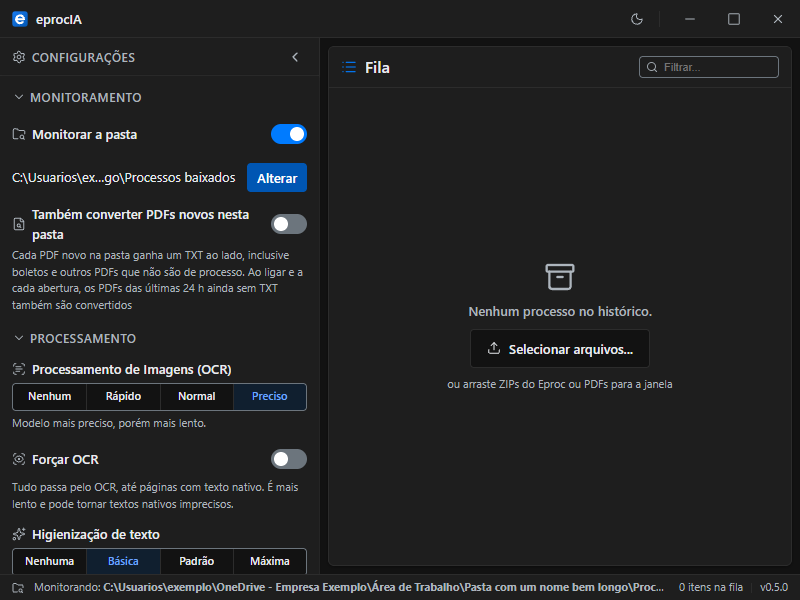 eprocIA
CONFIGURAÇÕES
MONITORAMENTO
Monitorar a pasta
C:\Usuarios\ex...go\Processos baixados
Alterar
Também converter PDFs novos nesta
pasta
Cada PDF novo na pasta ganha um TXT ao lado, inclusive
boletos e outros PDFs que não são de processo. Ao ligar e a
cada abertura, os PDFs das últimas 24 h ainda sem TXT
também são convertidos
PROCESSAMENTO
Processamento de Imagens (OCR)
Nenhum Rápido Normal Preciso
Modelo mais preciso, porém mais lento.
Forçar OCR
Tudo passa pelo OCR, até páginas com texto nativo. É mais
lento e pode tornar textos nativos imprecisos.
Higienização de texto
Nenhuma Básica Padrão Máxima
Fila
Filtrar...
Nenhum processo no histórico.
Selecionar arquivos...
ou arraste ZIPs do Eproc ou PDFs para a janela
Monitorando: C:\Usuarios\exemplo\OneDrive - Empresa Exemplo\Área de Trabalho\Pasta com um nome bem longo\Proc... 0 itens na fila v0.5.0